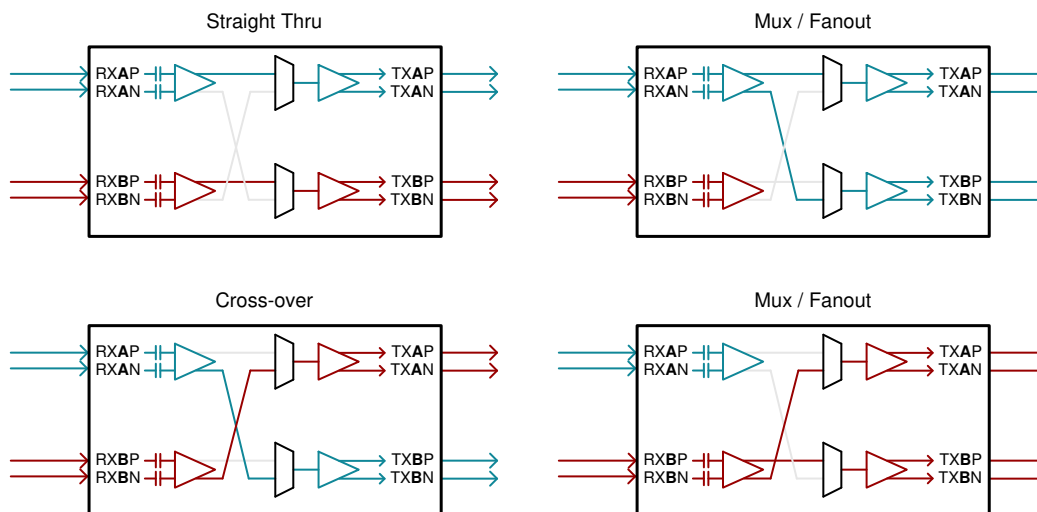 Straight Thru
Mux / Fanout
RXAP
TXAP
RXAN
TXAN
RXBP
TXBP
RXBN
TXBN
RXAP
TXAP
RXAN
TXAN
RXBP
TXBP
RXBN
TXBN
Cross-over
Mux / Fanout
RXAP
TXAP
RXAN
TXAN
RXBP
TXBP
RXBN
TXBN
RXAP
TXAP
RXAN
TXAN
RXBP
TXBP
RXBN
TXBN